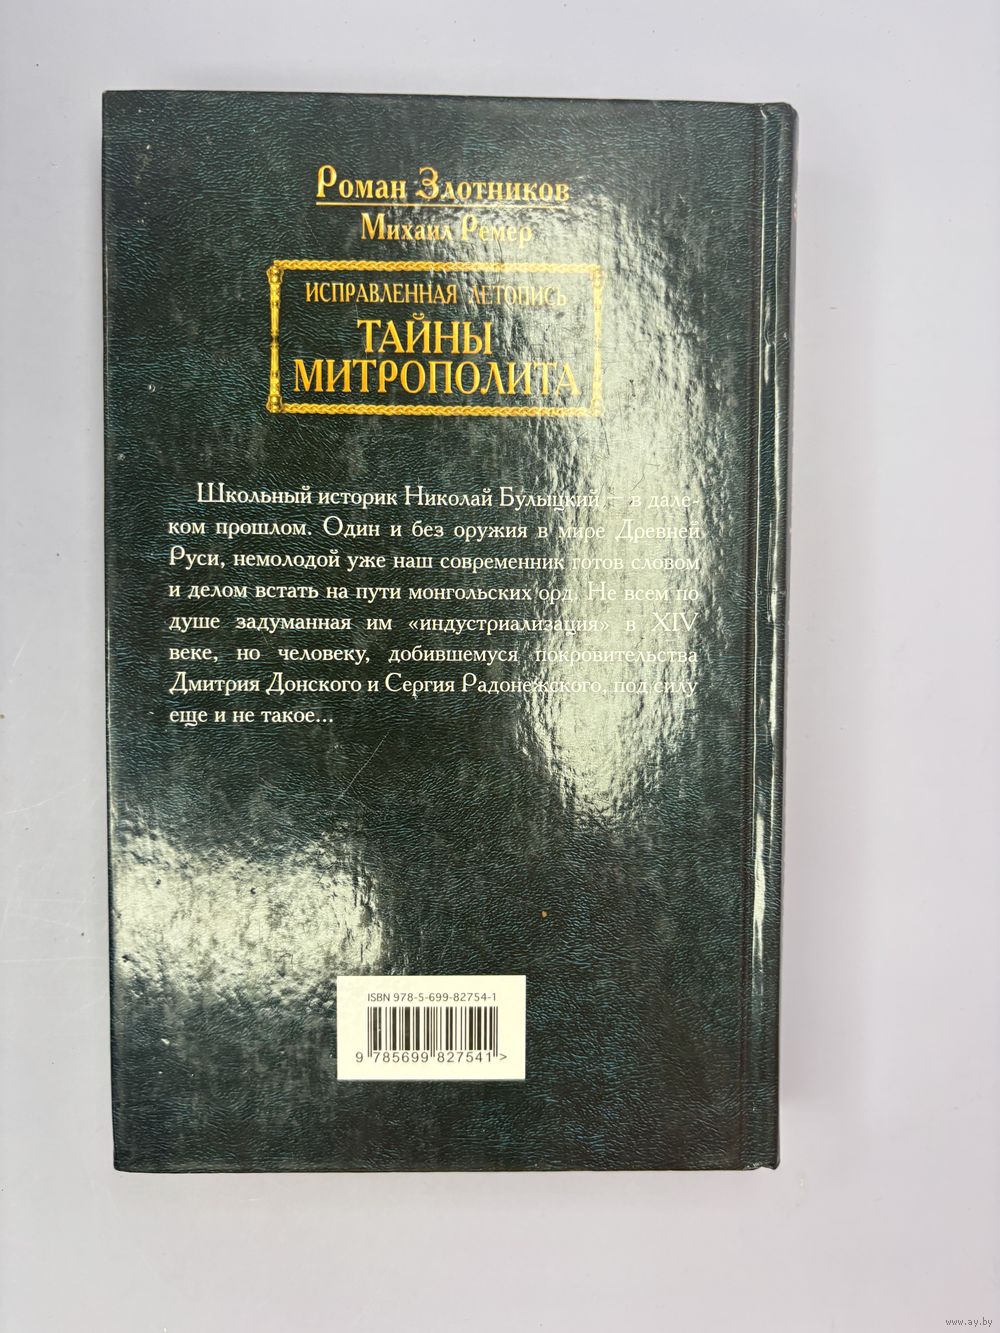 Роман Злотников
Михаил Ремер
ИСПРАВЛЕННАЯ ЛЕТОПИСЬ
ТАЙНЫ
МИТРОПОЛИТА
Школьный историк Николай Булыцкий – в дале-
ком прошлом. Один и без оружия в мире Древней
Руси, немолодой уже наш современник готов словом
и делом встать на пути монгольских орд. Не всем по
душе задуманная им «индустриализация» в XIV
веке, но человеку, добившемуся покровительства
Дмитрия Донского и Сергия Радонежского, под силу
еще и не такое...
ISBN 978-5-699-82754-1
9 785699 827541 >
www.ay.by